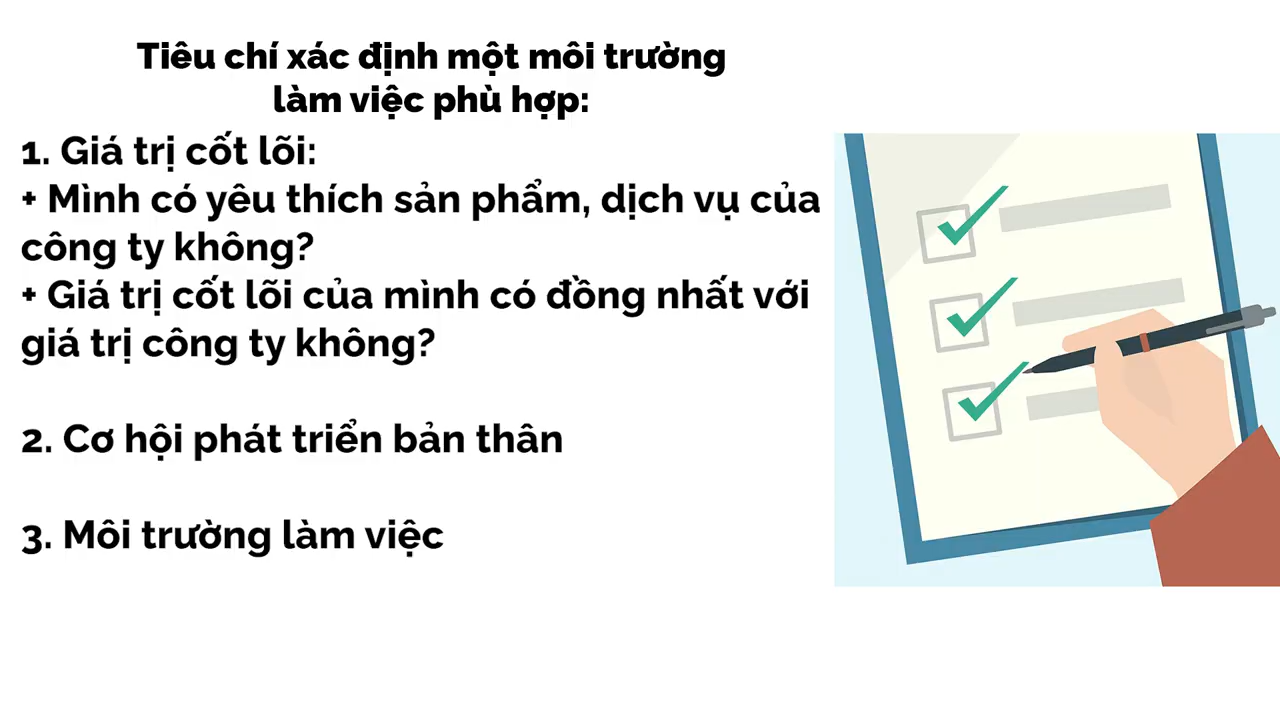 Tiêu chí xác định một môi trường
làm việc phù hợp:
1. Giá trị cốt lõi:
+ Mình có yêu thích sản phẩm, dịch vụ của
công ty không?
+ Giá trị cốt lõi của mình có đồng nhất với
giá trị công ty không?
2. Cơ hội phát triển bản thân
3. Môi trường làm việc